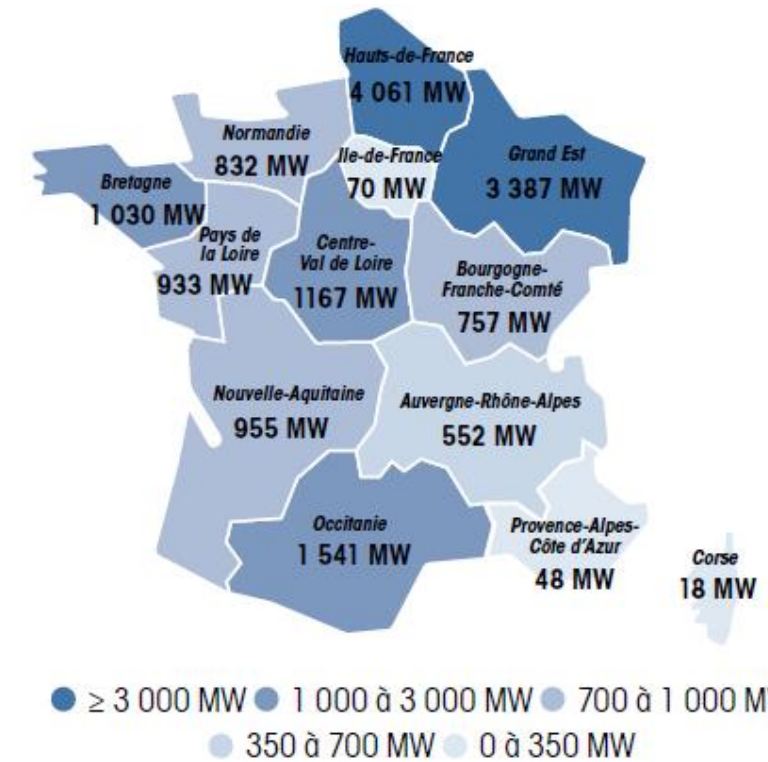 Hauts-de-France
4 061 MW
Normandie
832 MW
Ile-de-France
70 MW
Grand Est
3 387 MW
Bretagne
1 030 MW
Pays de
la Loire
933 MW
Centre-
Val de Loire
1167 MW
Bourgogne-
Franche-Comté
757 MW
Nouvelle-Aquitaine
955 MW
Auvergne-Rhône-Alpes
552 MW
Occitanie
1 541 MW
Provence-Alpes-
Côte d'Azur
48 MW
Corse
18 MW
≥ 3 000 MW 1 000 à 3 000 MW 700 à 1 000 M
350 à 700 MW 0 à 350 MW